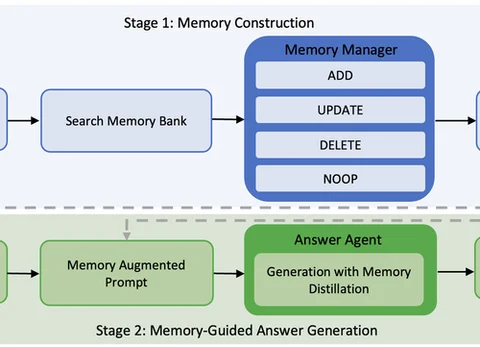 Stage 1: Memory Construction
Search Memory Bank
Memory Manager
ADD
UPDATE
DELETE
NOOP
Memory Augmented
Prompt
Answer Agent
Generation with Memory
Distillation
Stage 2: Memory-Guided Answer Generation